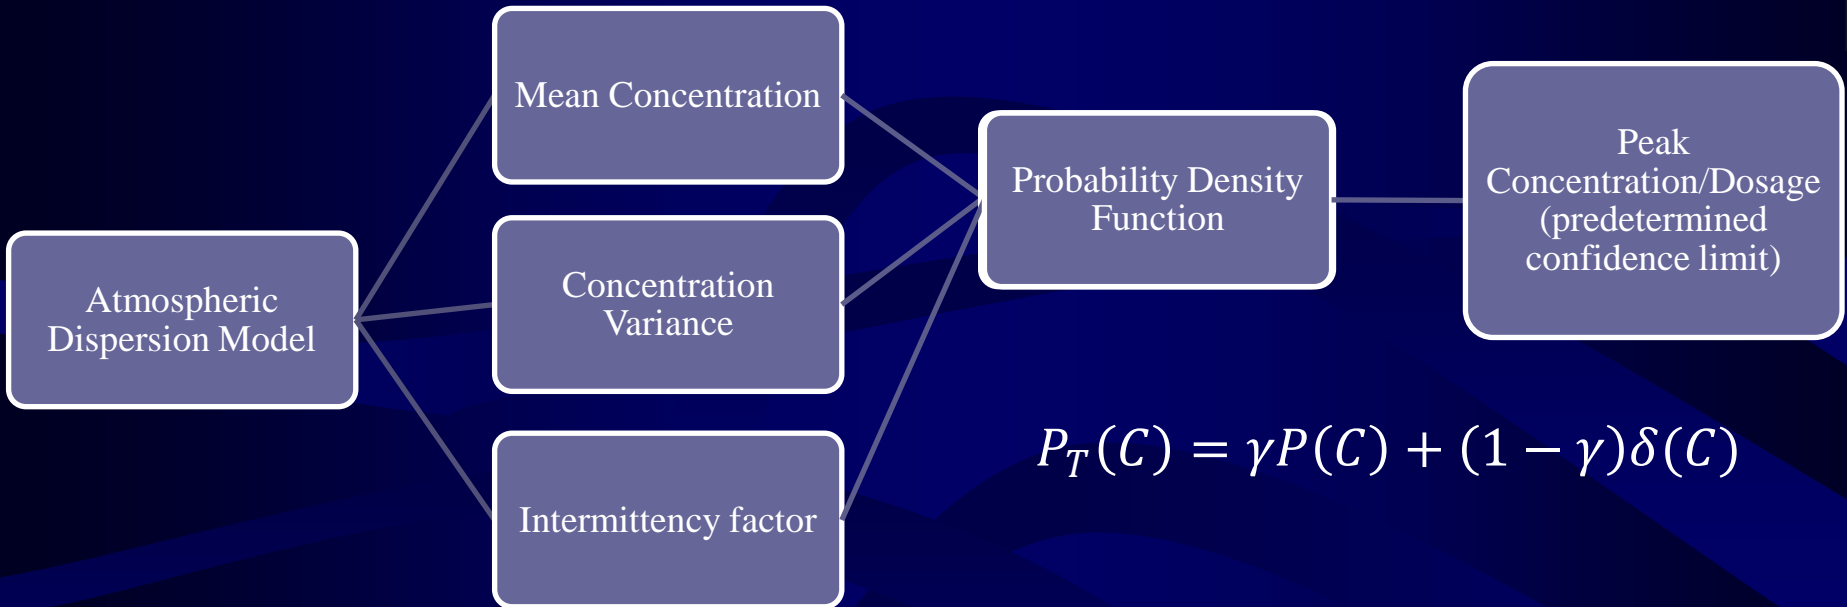 Mean Concentration
Atmospheric
Dispersion Model
Concentration
Variance
Intermittency factor
Probability Density
Function
Peak
Concentration/Dosage
(predetermined
confidence limit)
P_T(C) = γP(C) + (1 − γ)δ(C)